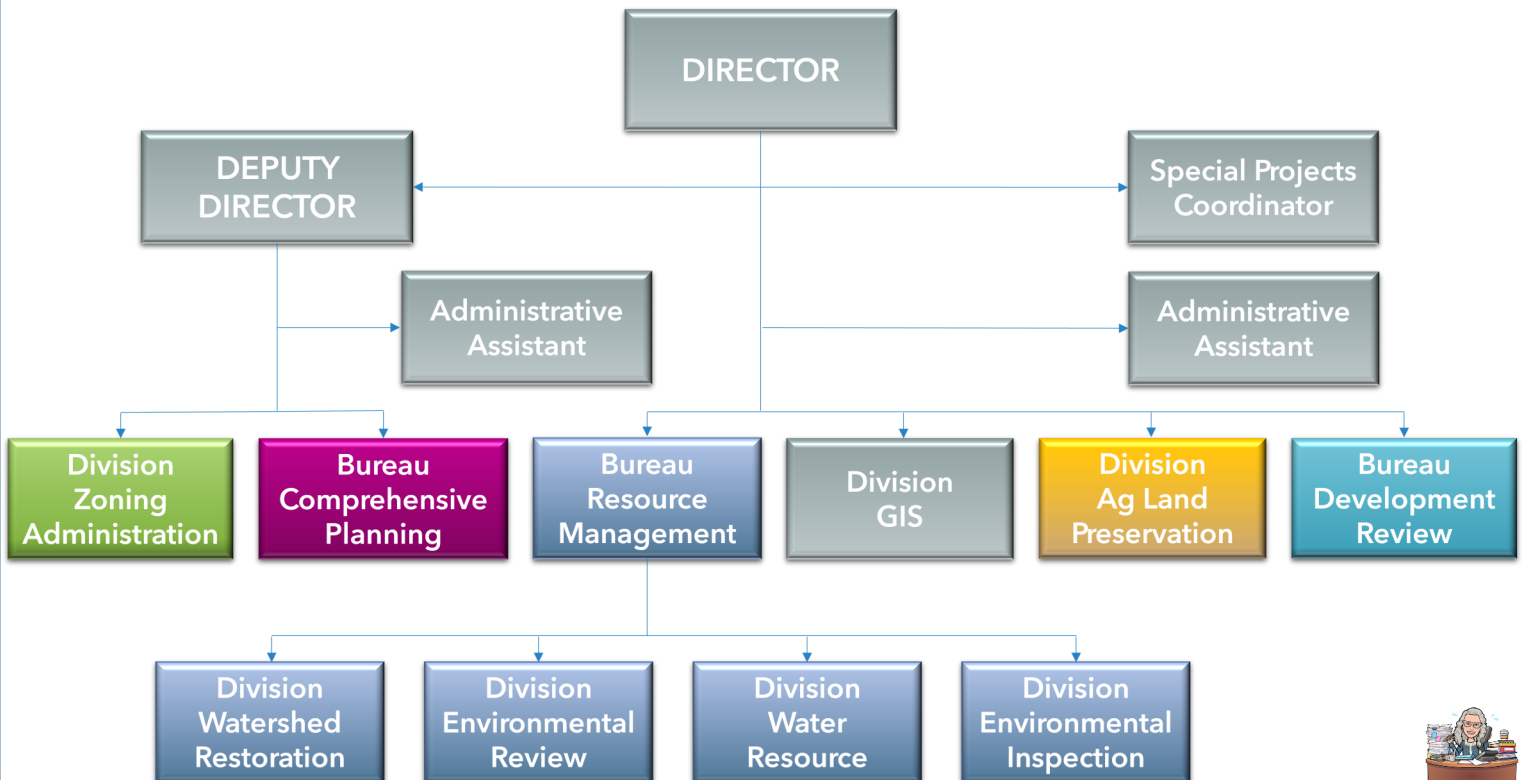 DIRECTOR
DEPUTY
DIRECTOR
Special Projects
Coordinator
Administrative
Assistant
Administrative
Assistant
Division
Zoning
Administration
Bureau
Comprehensive
Planning
Bureau
Resource
Management
Division
GIS
Division
Ag Land
Preservation
Bureau
Development
Review
Division
Watershed
Restoration
Division
Environmental
Review
Division
Water
Resource
Division
Environmental
Inspection